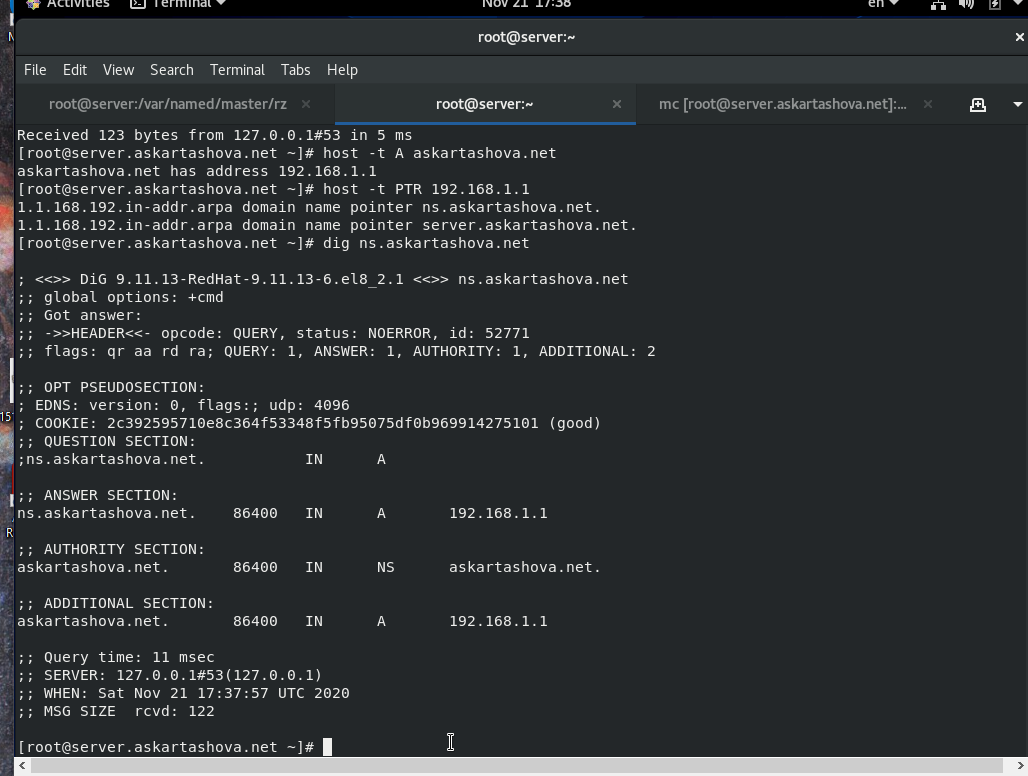 Activities Terminal Nov 21 17:38 en
root@server:~
File Edit View Search Terminal Tabs Help
root@server:/var/named/master/rz root@server:~ mc [root@server.askartashova.net]:...
Received 123 bytes from 127.0.0.1#53 in 5 ms
[root@server.askartashova.net ~]# host -t A askartashova.net
askartashova.net has address 192.168.1.1
[root@server.askartashova.net ~]# host -t PTR 192.168.1.1
1.1.168.192.in-addr.arpa domain name pointer ns.askartashova.net.
1.1.168.192.in-addr.arpa domain name pointer server.askartashova.net.
[root@server.askartashova.net ~]# dig ns.askartashova.net
; <<>> DiG 9.11.13-RedHat-9.11.13-6.el8_2.1 <<>> ns.askartashova.net
;; global options: +cmd
;; Got answer:
;; ->>HEADER<<- opcode: QUERY, status: NOERROR, id: 52771
;; flags: qr aa rd ra; QUERY: 1, ANSWER: 1, AUTHORITY: 1, ADDITIONAL: 2
;; OPT PSEUDOSECTION:
; EDNS: version: 0, flags:; udp: 4096
; COOKIE: 2c392595710e8c364f53348f5fb95075df0b969914275101 (good)
;; QUESTION SECTION:
;ns.askartashova.net. IN A
;; ANSWER SECTION:
ns.askartashova.net. 86400 IN A 192.168.1.1
;; AUTHORITY SECTION:
askartashova.net. 86400 IN NS askartashova.net.
;; ADDITIONAL SECTION:
askartashova.net. 86400 IN A 192.168.1.1
;; Query time: 11 msec
;; SERVER: 127.0.0.1#53(127.0.0.1)
;; WHEN: Sat Nov 21 17:37:57 UTC 2020
;; MSG SIZE rcvd: 122
[root@server.askartashova.net ~]#